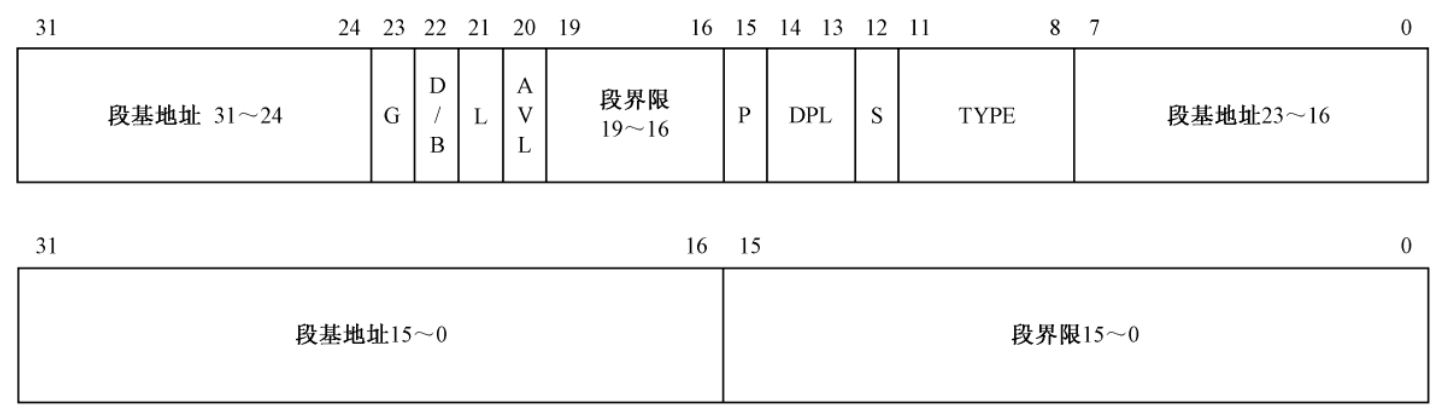 31 24 23 22 21 20 19 16 15 14 13 12 11 8 7 0
段基地址 31～24 G D/B L AVL 段界限 19～16 P DPL S TYPE 段基地址23～16
31 16 15 0
段基地址15～0 段界限15～0